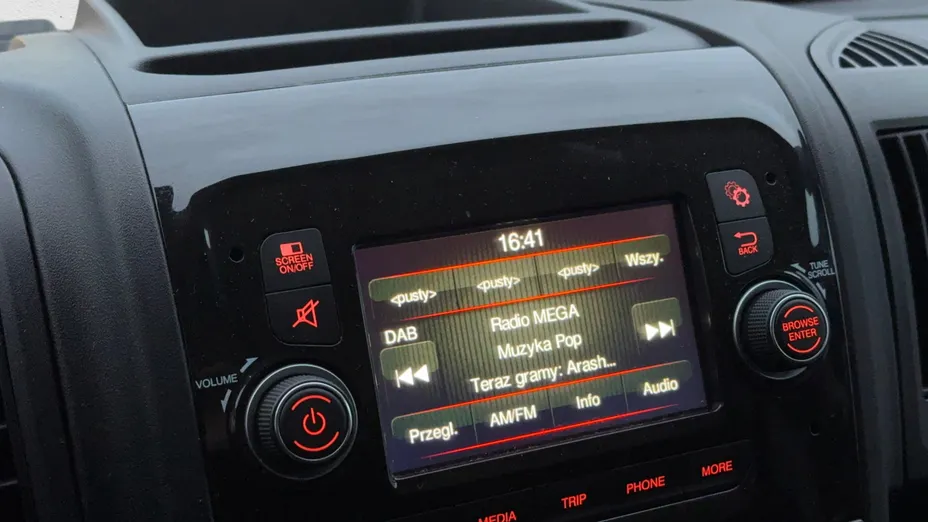 SCREEN
ON/OFF
VOLUME
16:41
<pusty> <pusty> <pusty> Wszy.
DAB
Radio MEGA
Muzyka Pop
Teraz gramy: Arash...
Przegl. AM/FM Info Audio
BACK
TUNE
SCROLL
BROWSE
ENTER
MEDIA TRIP PHONE MORE